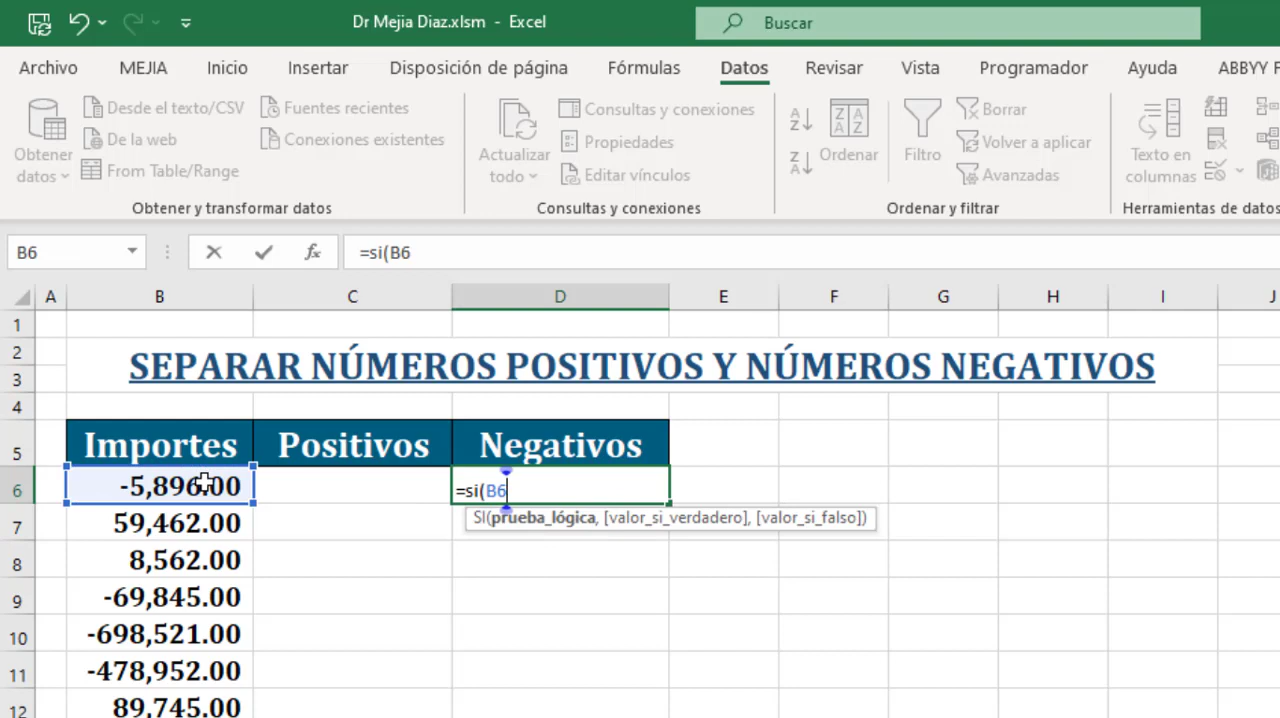 Dr Mejia Diaz.xlsm - Excel
Buscar
Archivo MEJIA Inicio Insertar Disposición de página Fórmulas Datos Revisar Vista Programador Ayuda ABBYY F
Obtener datos
Desde el texto/CSV
De la web
From Table/Range
Fuentes recientes
Conexiones existentes
Obtener y transformar datos
Actualizar todo
Consultas y conexiones
Propiedades
Editar vínculos
Consultas y conexiones
Ordenar
Filtro
Borrar
Volver a aplicar
Avanzadas
Ordenar y filtrar
Texto en columnas
Herramientas de datos
B6 fx =si(B6
A B C D E F G H I J
1
2
SEPARAR NÚMEROS POSITIVOS Y NÚMEROS NEGATIVOS
3
4
5 Importes Positivos Negativos
6 -5,896.00 =si(B6
SI(prueba_lógica, [valor_si_verdadero], [valor_si_falso])
7 59,462.00
8 8,562.00
9 -69,845.00
10 -698,521.00
11 -478,952.00
12 89,745.00